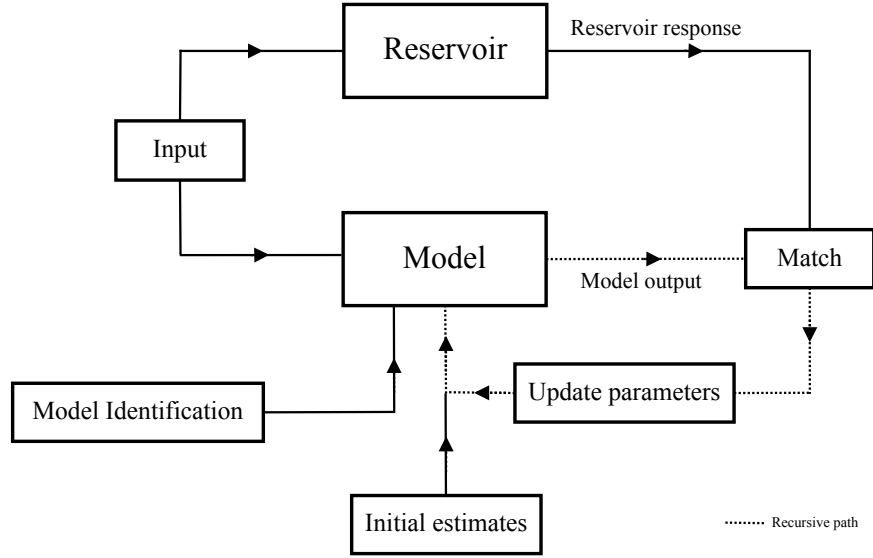 Reservoir
Reservoir response
Input
Model
Model output
Match
Model Identification
Update parameters
Initial estimates
Recursive path